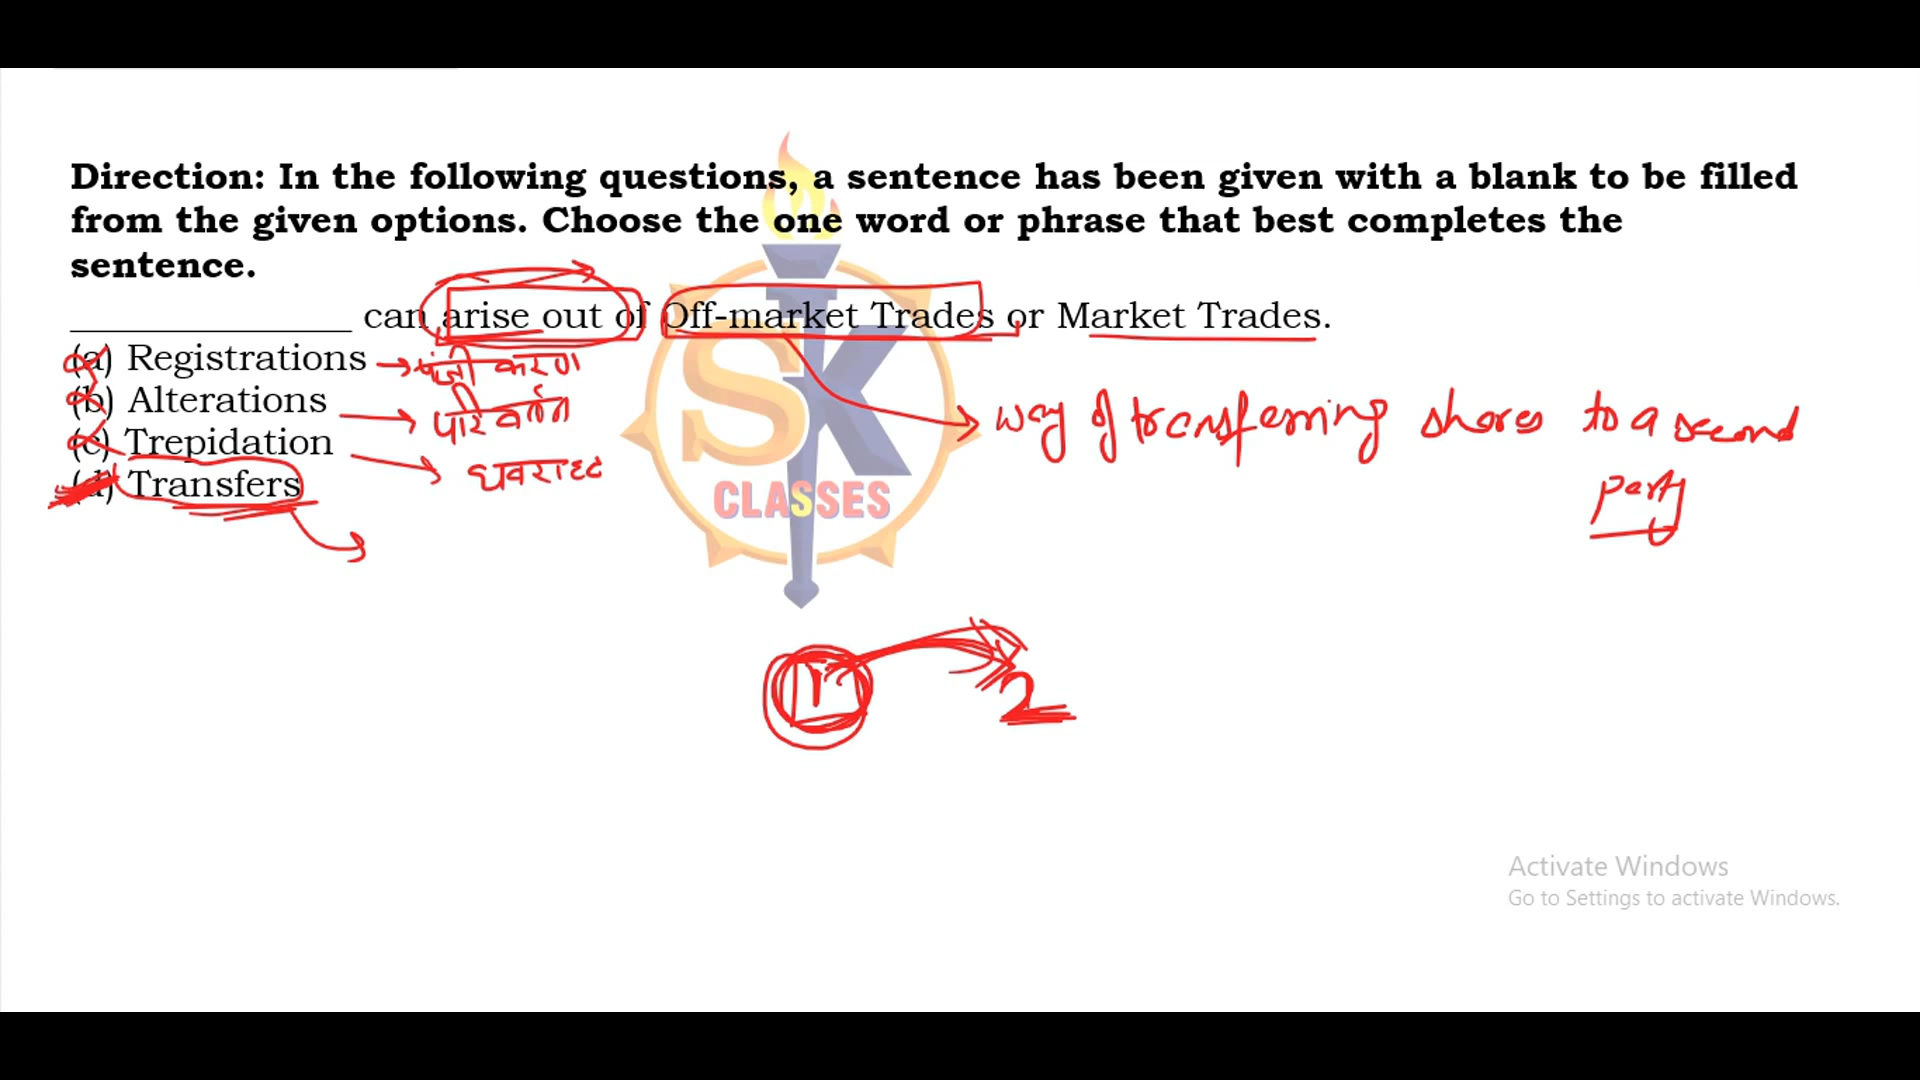 Direction: In the following questions, a sentence has been given with a blank to be filled
from the given options. Choose the one word or phrase that best completes the
sentence.
_______________ can arise out of Off-market Trades or Market Trades.
(a) Registrations → पंजीकरण
(b) Alterations → परिवर्तन
(c) Trepidation → घबराहट
(d) Transfers
way of transferring shares to a second
party
SK
CLASSES
1 2
Activate Windows
Go to Settings to activate Windows.